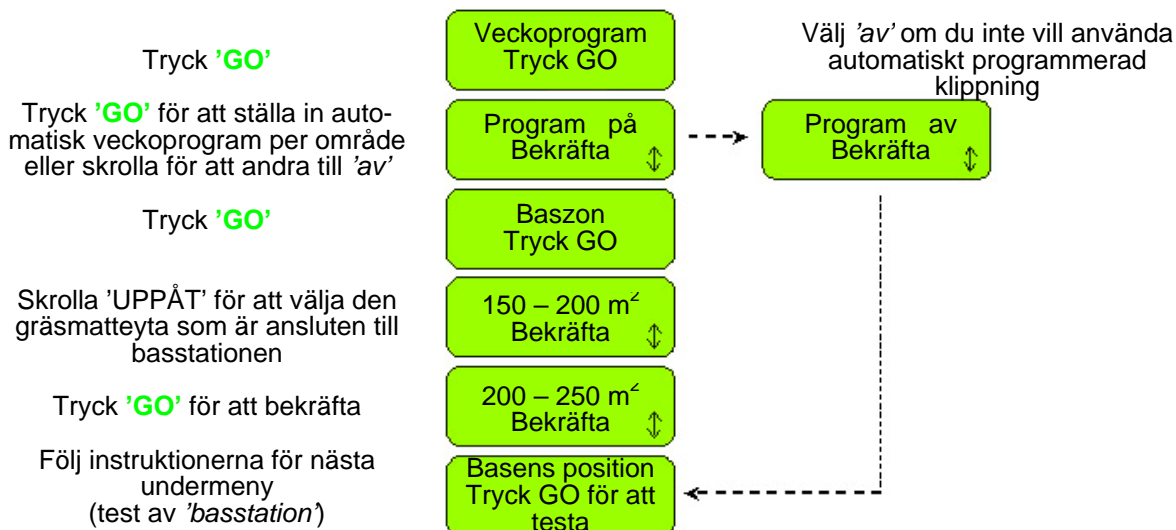 Tryck ’GO’
Veckoprogram
Tryck GO
Välj ’av’ om du inte vill använda
automatiskt programmerad
klippning
Tryck ’GO’ för att ställa in auto-
matisk veckoprogram per område
eller skrolla för att andra till ’av’
Program på
Bekräfta
Program av
Bekräfta
Tryck ’GO’
Baszon
Tryck GO
Skrolla ’UPPÅT’ för att välja den
gräsmatteyta som är ansluten till
basstationen
150 – 200 m²
Bekräfta
Tryck ’GO’ för att bekräfta
200 – 250 m²
Bekräfta
Följ instruktionerna för nästa
undermeny
(test av ’basstation’)
Basens position
Tryck GO för att
testa